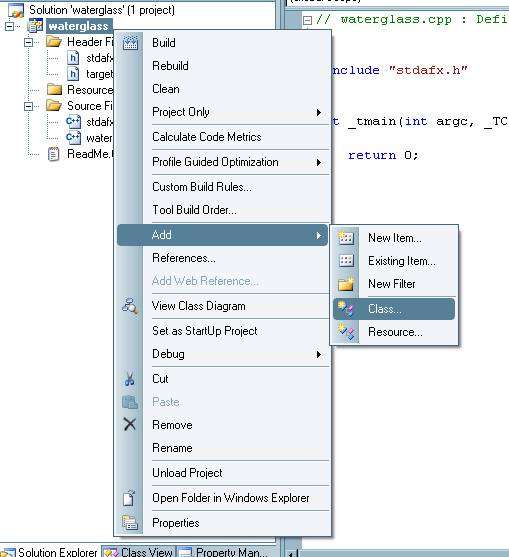 Solution 'waterglass' (1 project)
waterglass
Header Fi
stdafx
target
Resource
Source Fi
stdafx
water
ReadMe.
Build
Rebuild
Clean
Project Only
Calculate Code Metrics
Profile Guided Optimization
Custom Build Rules...
Tool Build Order...
Add
References...
Add Web Reference...
View Class Diagram
Set as StartUp Project
Debug
Cut
Paste
Remove
Rename
Unload Project
Open Folder in Windows Explorer
Properties
New Item...
Existing Item...
New Filter
Class...
Resource...
// waterglass.cpp : Defi
nclude "stdafx.h"
t _tmain(int argc, _TC
return 0;
Solution Explorer
Class View
Property Man...